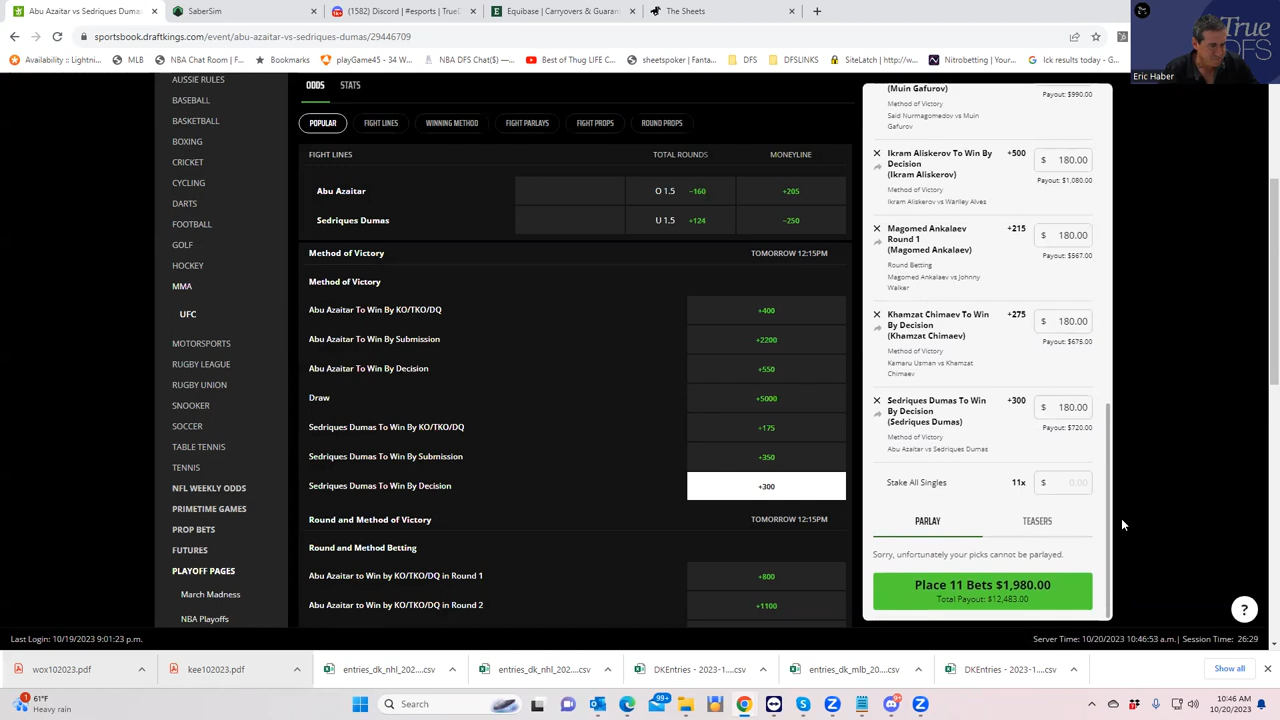 Abu Azaitar vs Sedriques Dumas
SaberSim
(1582) Discord | #esports | TrueD
Equibase | Carryovers & Guaran
The Sheets
sportsbook.draftkings.com/event/abu-azaitar-vs-sedriques-dumas/29446709
True
DFS
Eric Haber
Availability :: Lightni...
MLB
NBA Chat Room | F...
Bookmarks
playGame45 - 34 W...
NBA DFS Chat($) —...
Best of Thug LIFE C...
sheetspoker | Fanta...
DFS
DFSLINKS
SiteLatch | http://w...
Nitrobetting | Your...
lck results today - G...
AUSSIE RULES
BASEBALL
BASKETBALL
BOXING
CRICKET
CYCLING
DARTS
FOOTBALL
GOLF
HOCKEY
MMA
UFC
MOTORSPORTS
RUGBY LEAGUE
RUGBY UNION
SNOOKER
SOCCER
TABLE TENNIS
TENNIS
NFL WEEKLY ODDS
PRIMETIME GAMES
PROP BETS
FUTURES
PLAYOFF PAGES
March Madness
NBA Playoffs
ODDS STATS
POPULAR FIGHT LINES WINNING METHOD FIGHT PARLAYS FIGHT PROPS ROUND PROPS
FIGHT LINES TOTAL ROUNDS MONEYLINE
Abu Azaitar O 1.5 −160 +205
Sedriques Dumas U 1.5 +124 −250
Method of Victory TOMORROW 12:15PM
Method of Victory
Abu Azaitar To Win By KO/TKO/DQ +400
Abu Azaitar To Win By Submission +2200
Abu Azaitar To Win By Decision +550
Draw +5000
Sedriques Dumas To Win By KO/TKO/DQ +175
Sedriques Dumas To Win By Submission +350
Sedriques Dumas To Win By Decision +300
Round and Method of Victory TOMORROW 12:15PM
Round and Method Betting
Abu Azaitar to Win by KO/TKO/DQ in Round 1 +800
Abu Azaitar to Win by KO/TKO/DQ in Round 2 +1100
(Muin Gafurov) Payout: $990.00
Method of Victory
Said Nurmagomedov vs Muin
Gafurov
Ikram Aliskerov To Win By +500 $ 180.00
Decision
(Ikram Aliskerov) Payout: $1,080.00
Method of Victory
Ikram Aliskerov vs Warlley Alves
Magomed Ankalaev +215 $ 180.00
Round 1
(Magomed Ankalaev) Payout: $567.00
Round Betting
Magomed Ankalaev vs Johnny
Walker
Khamzat Chimaev To Win +275 $ 180.00
By Decision
(Khamzat Chimaev) Payout: $675.00
Method of Victory
Kamaru Usman vs Khamzat
Chimaev
Sedriques Dumas To Win +300 $ 180.00
By Decision
(Sedriques Dumas) Payout: $720.00
Method of Victory
Abu Azaitar vs Sedriques Dumas
Stake All Singles 11x $ 0.00
PARLAY TEASERS
Sorry, unfortunately your picks cannot be parlayed.
Place 11 Bets $1,980.00
Total Payout: $12,483.00
?
Last Login: 10/19/2023 9:01:23 p.m.
Server Time: 10/20/2023 10:46:53 a.m.| Session Time: 26:29
wox102023.pdf
kee102023.pdf
entries_dk_nhl_202....csv
entries_dk_nhl_202....csv
DKEntries - 2023-1....csv
entries_dk_mlb_20....csv
DKEntries - 2023-1....csv
Show all
61°F
Heavy rain
Search
99+
10:46 AM
10/20/2023